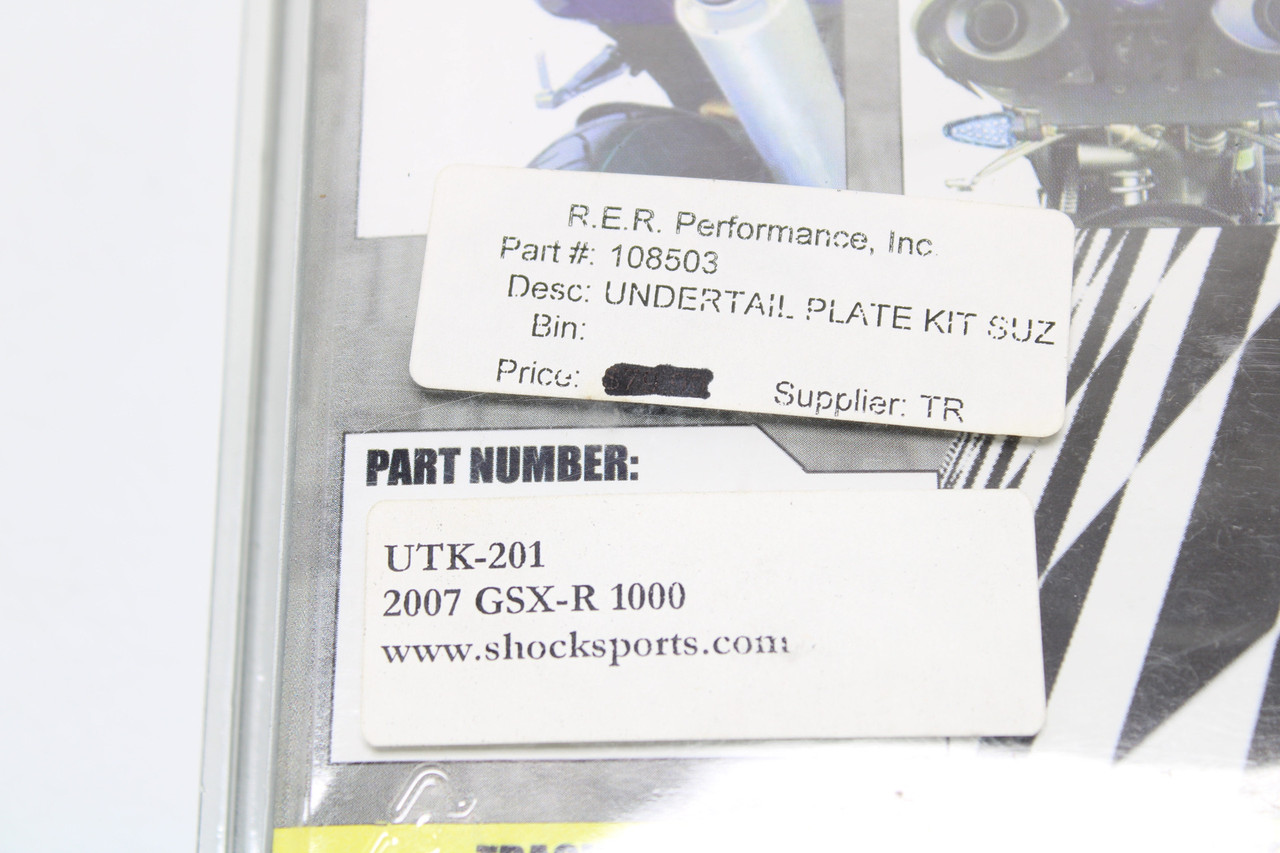 R.E.R. Performance, Inc.
Part #: 108503
Desc: UNDERTAIL PLATE KIT SUZ
Bin:
Price:
Supplier: TR
PART NUMBER:
UTK-201
2007 GSX-R 1000
www.shocksports.com